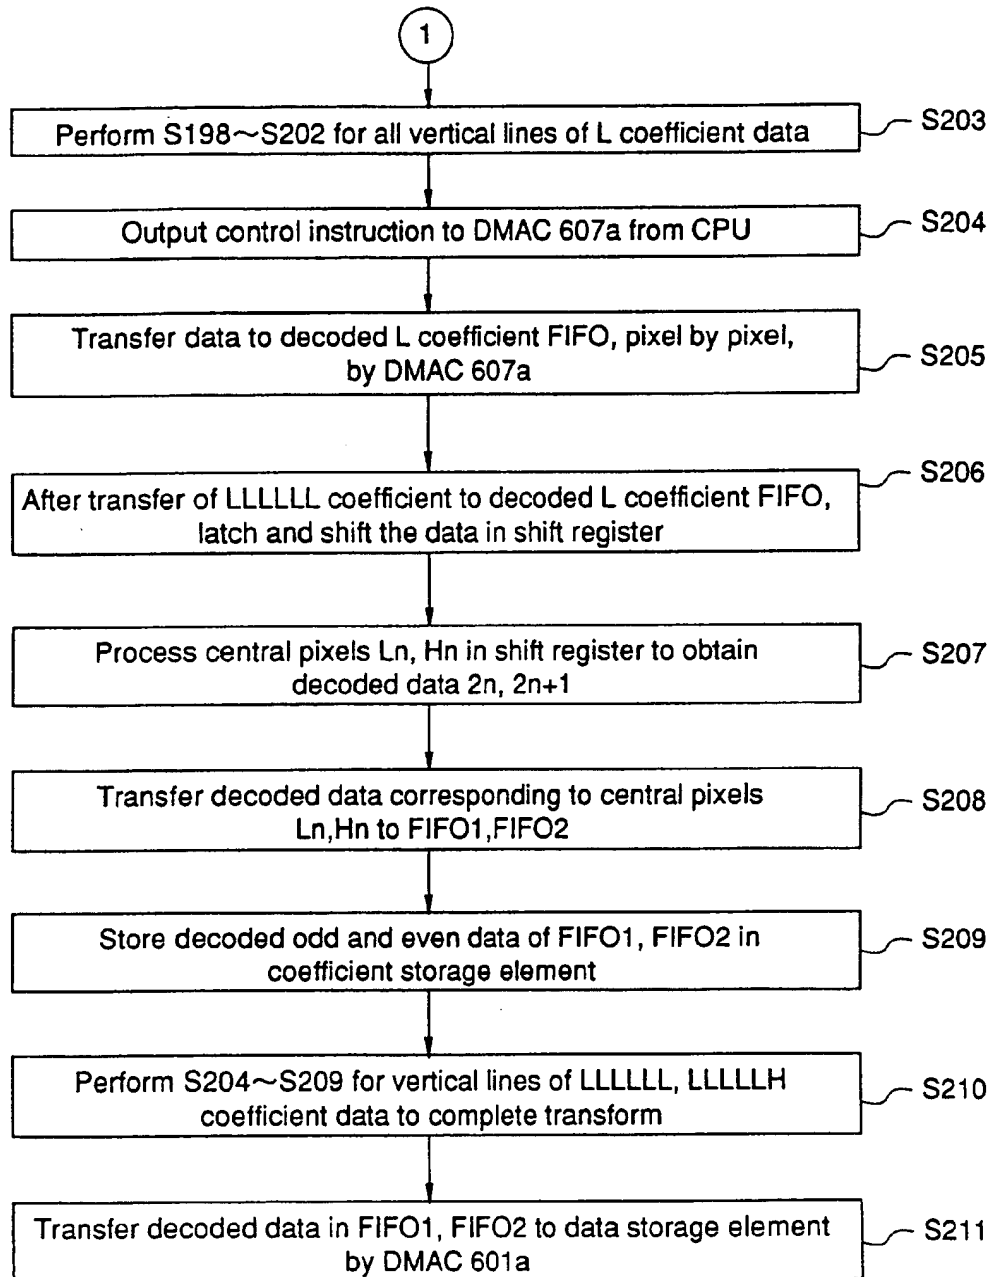 1
Perform S198~S202 for all vertical lines of L coefficient data
S203
Output control instruction to DMAC 607a from CPU
S204
Transfer data to decoded L coefficient FIFO, pixel by pixel,
by DMAC 607a
S205
After transfer of LLLLLL coefficient to decoded L coefficient FIFO,
latch and shift the data in shift register
S206
Process central pixels Ln, Hn in shift register to obtain
decoded data 2n, 2n+1
S207
Transfer decoded data corresponding to central pixels
Ln,Hn to FIFO1,FIFO2
S208
Store decoded odd and even data of FIFO1, FIFO2 in
coefficient storage element
S209
Perform S204~S209 for vertical lines of LLLLLL, LLLLLH
coefficient data to complete transform
S210
Transfer decoded data in FIFO1, FIFO2 to data storage element
by DMAC 601a
S211